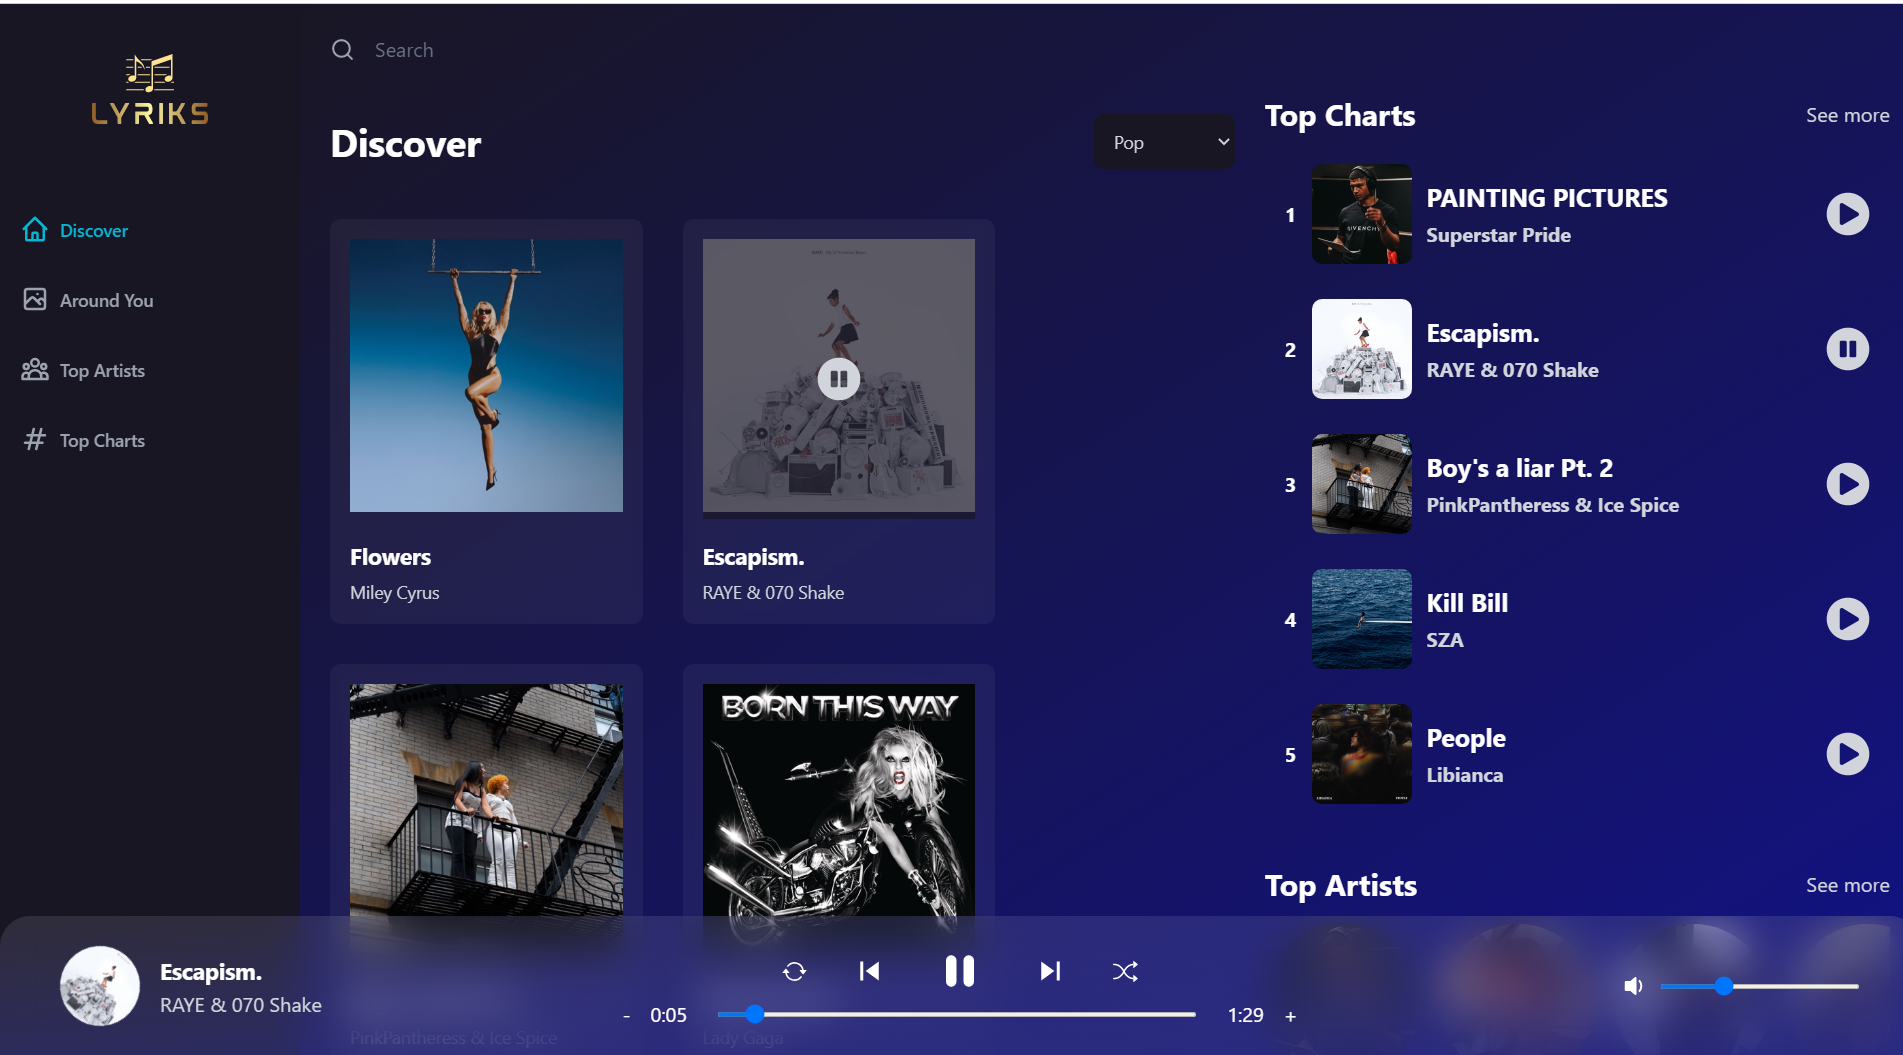 LYRIKS
Discover
Around You
Top Artists
Top Charts
Search
Discover
Pop
Flowers
Miley Cyrus
Escapism.
RAYE & 070 Shake
BORN THIS WAY
PinkPantheress & Ice Spice
Lady Gaga
Top Charts
See more
1
GIVENCHY
PAINTING PICTURES
Superstar Pride
2
Escapism.
RAYE & 070 Shake
3
Boy's a liar Pt. 2
PinkPantheress & Ice Spice
4
Kill Bill
SZA
5
People
Libianca
Top Artists
See more
Escapism.
RAYE & 070 Shake
- 0:05
1:29 +